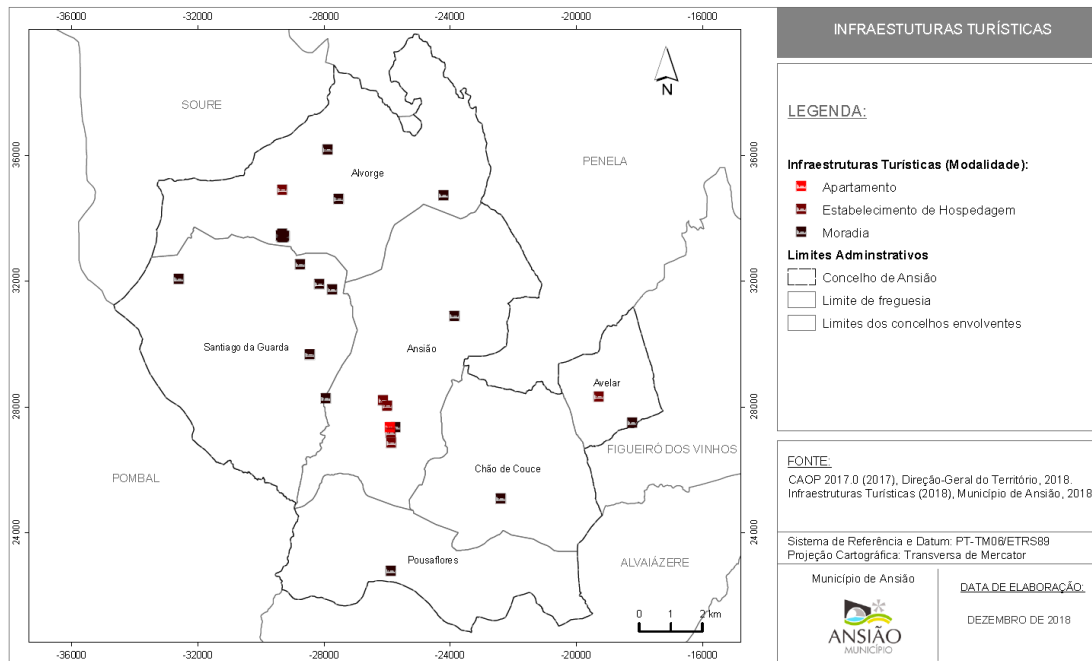 -36000 -32000 -28000 -24000 -20000 -16000
INFRAESTUTURAS TURÍSTICAS
N
SOURE
PENELA
36000 36000
Alvorge
32000 32000
Santiago da Guarda
Ansião
Avelar
28000 28000
FIGUEIRÓ DOS VINHOS
Chão de Couce
POMBAL
24000 24000
Pousaflores
ALVAIÁZERE
0 1 2 km
-36000 -32000 -28000 -24000 -20000 -16000
LEGENDA:
Infraestruturas Turísticas (Modalidade):
Apartamento
Estabelecimento de Hospedagem
Moradia
Limites Adminstrativos
Concelho de Ansião
Limite de freguesia
Limites dos concelhos envolventes
FONTE:
CAOP 2017.0 (2017), Direção-Geral do Território, 2018.
Infraestruturas Turísticas (2018), Município de Ansião, 2018
Sistema de Referência e Datum: PT-TM06/ETRS89
Projeção Cartográfica: Transversa de Mercator
Município de Ansião
ANSIÃO
MUNICÍPIO
DATA DE ELABORAÇÃO:
DEZEMBRO DE 2018